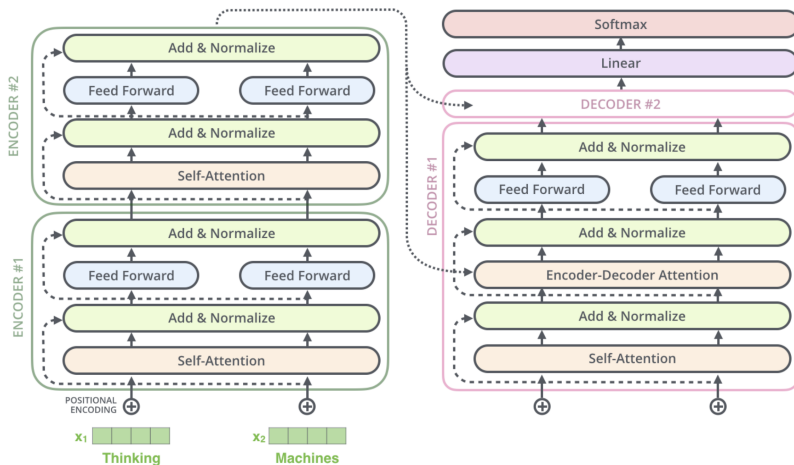 ENCODER #2
Add & Normalize
Feed Forward
Feed Forward
Add & Normalize
Self-Attention
ENCODER #1
Add & Normalize
Feed Forward
Feed Forward
Add & Normalize
Self-Attention
POSITIONAL
ENCODING
x1
x2
Thinking
Machines
Softmax
Linear
DECODER #2
DECODER #1
Add & Normalize
Feed Forward
Feed Forward
Add & Normalize
Encoder-Decoder Attention
Add & Normalize
Self-Attention